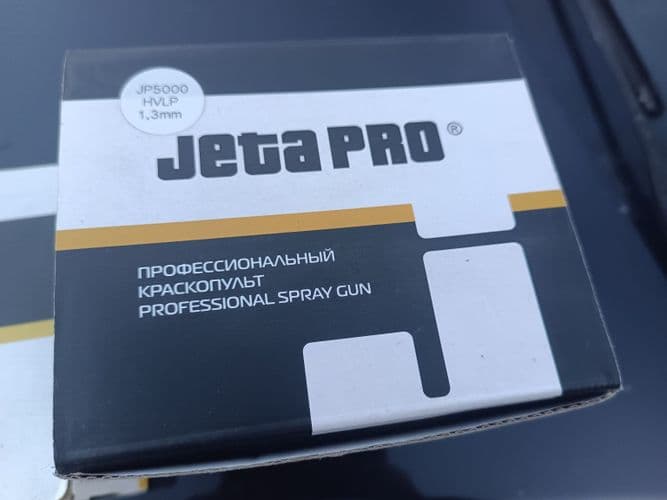 JP5000
HVLP
1.3mm
Jeta PRO®
ПРОФЕССИОНАЛЬНЫЙ
КРАСКОПУЛЬТ
PROFESSIONAL SPRAY GUN